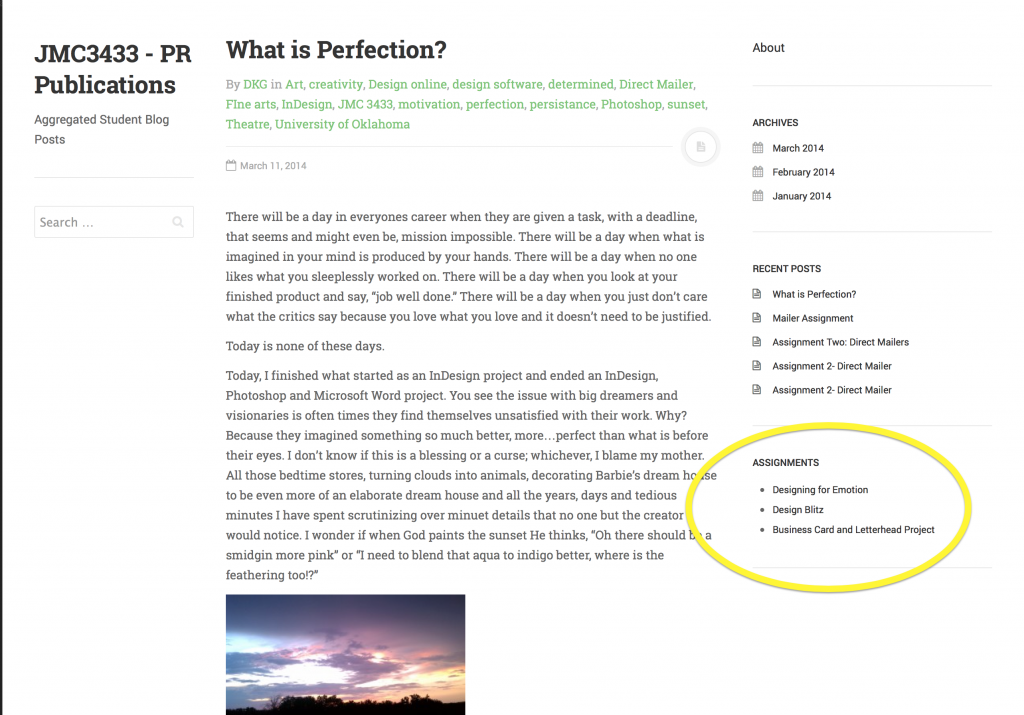 JMC3433 - PR
Publications
Aggregated Student Blog
Posts
Search ...
What is Perfection?
By DKG in Art, creativity, Design online, design software, determined, Direct Mailer,
FIne arts, InDesign, JMC 3433, motivation, perfection, persistance, Photoshop, sunset,
Theatre, University of Oklahoma
March 11, 2014
There will be a day in everyones career when they are given a task, with a deadline,
that seems and might even be, mission impossible. There will be a day when what is
imagined in your mind is produced by your hands. There will be a day when no one
likes what you sleeplessly worked on. There will be a day when you look at your
finished product and say, “job well done.” There will be a day when you just don’t care
what the critics say because you love what you love and it doesn’t need to be justified.
Today is none of these days.
Today, I finished what started as an InDesign project and ended an InDesign,
Photoshop and Microsoft Word project. You see the issue with big dreamers and
visionaries is often times they find themselves unsatisfied with their work. Why?
Because they imagined something so much better, more…perfect than what is before
their eyes. I don’t know if this is a blessing or a curse; whichever, I blame my mother.
All those bedtime stores, turning clouds into animals, decorating Barbie’s dream house
to be even more of an elaborate dream house and all the years, days and tedious
minutes I have spent scrutinizing over minuet details that no one but the creator
would notice. I wonder if when God paints the sunset He thinks, “Oh there should be a
smidgin more pink” or “I need to blend that aqua to indigo better, where is the
feathering too!?”
About
ARCHIVES
March 2014
February 2014
January 2014
RECENT POSTS
What is Perfection?
Mailer Assignment
Assignment Two: Direct Mailers
Assignment 2- Direct Mailer
Assignment 2- Direct Mailer
ASSIGNMENTS
Designing for Emotion
Design Blitz
Business Card and Letterhead Project